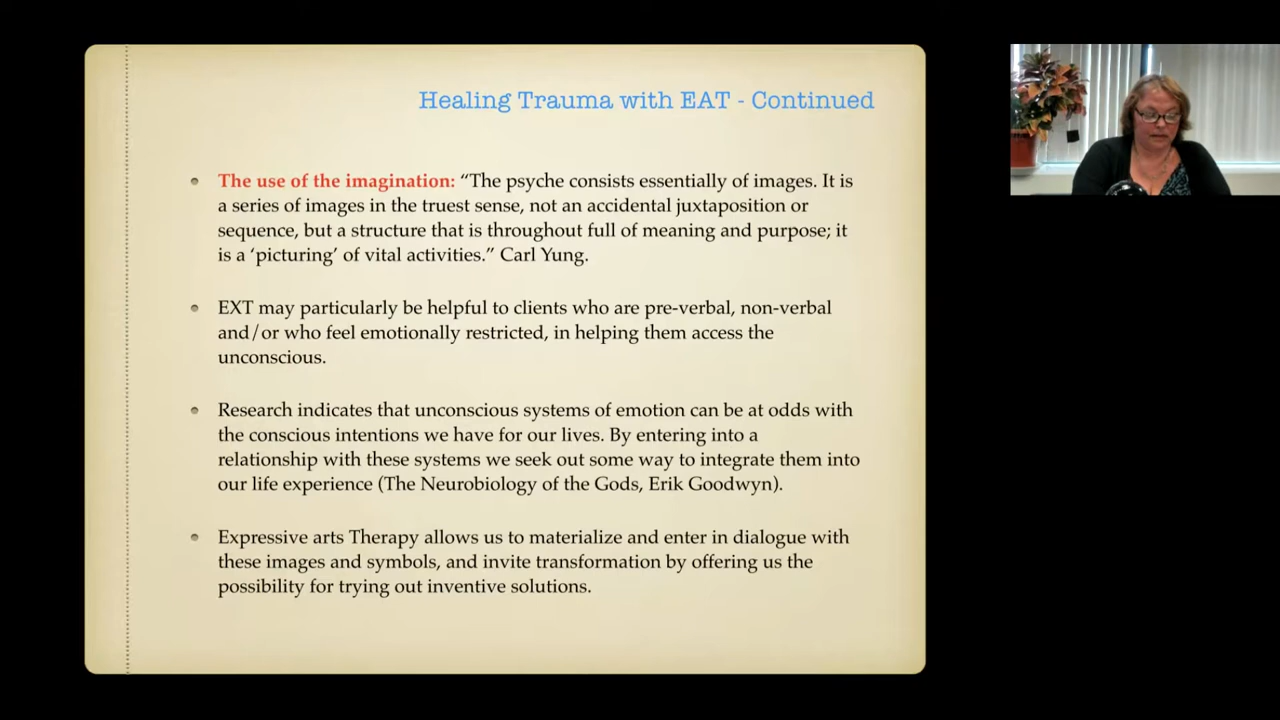 Healing Trauma with EAT - Continued
The use of the imagination: “The psyche consists essentially of images. It is
a series of images in the truest sense, not an accidental juxtaposition or
sequence, but a structure that is throughout full of meaning and purpose; it
is a ‘picturing’ of vital activities.” Carl Yung.
EXT may particularly be helpful to clients who are pre-verbal, non-verbal
and/or who feel emotionally restricted, in helping them access the
unconscious.
Research indicates that unconscious systems of emotion can be at odds with
the conscious intentions we have for our lives. By entering into a
relationship with these systems we seek out some way to integrate them into
our life experience (The Neurobiology of the Gods, Erik Goodwyn).
Expressive arts Therapy allows us to materialize and enter in dialogue with
these images and symbols, and invite transformation by offering us the
possibility for trying out inventive solutions.